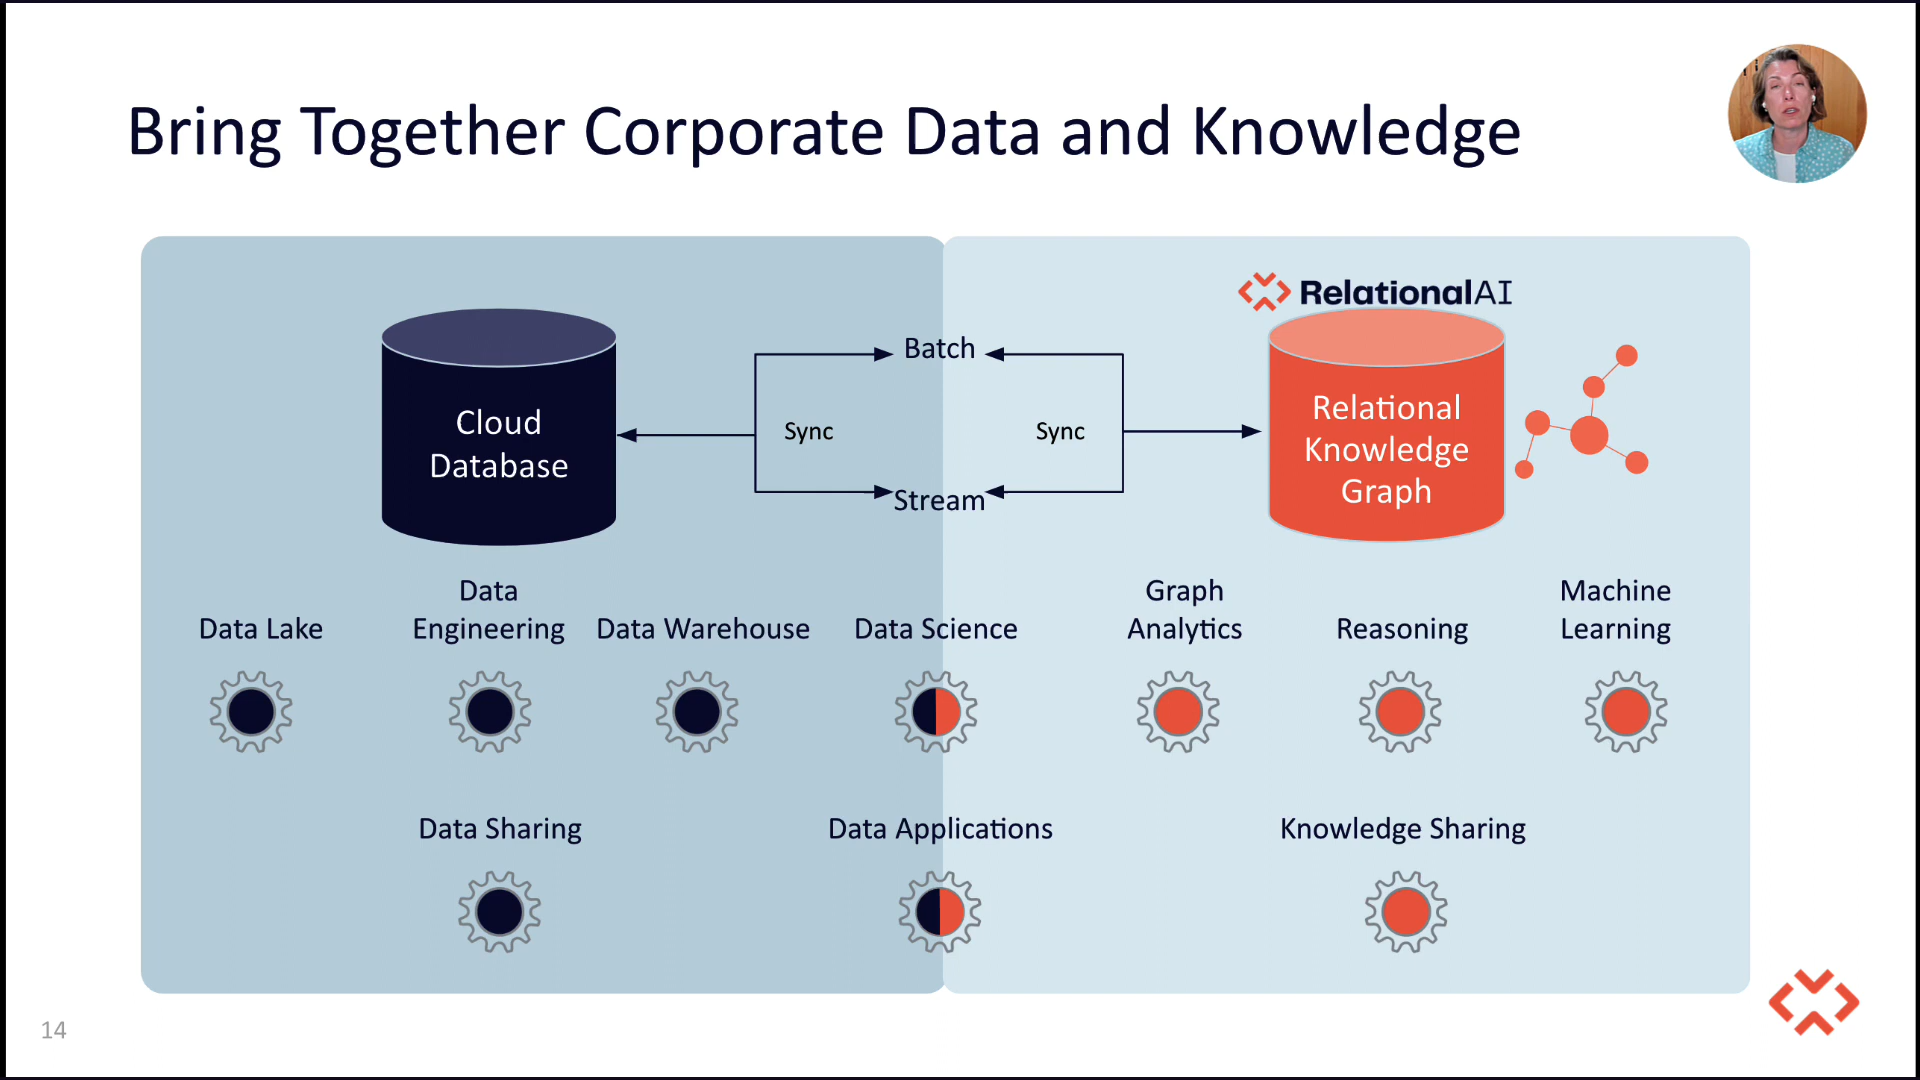 Bring Together Corporate Data and Knowledge
RelationalAI
Cloud
Database
Batch
Sync
Sync
Stream
Relational
Knowledge
Graph
Data Lake
Data
Engineering
Data Warehouse
Data Science
Graph
Analytics
Reasoning
Machine
Learning
Data Sharing
Data Applications
Knowledge Sharing
14